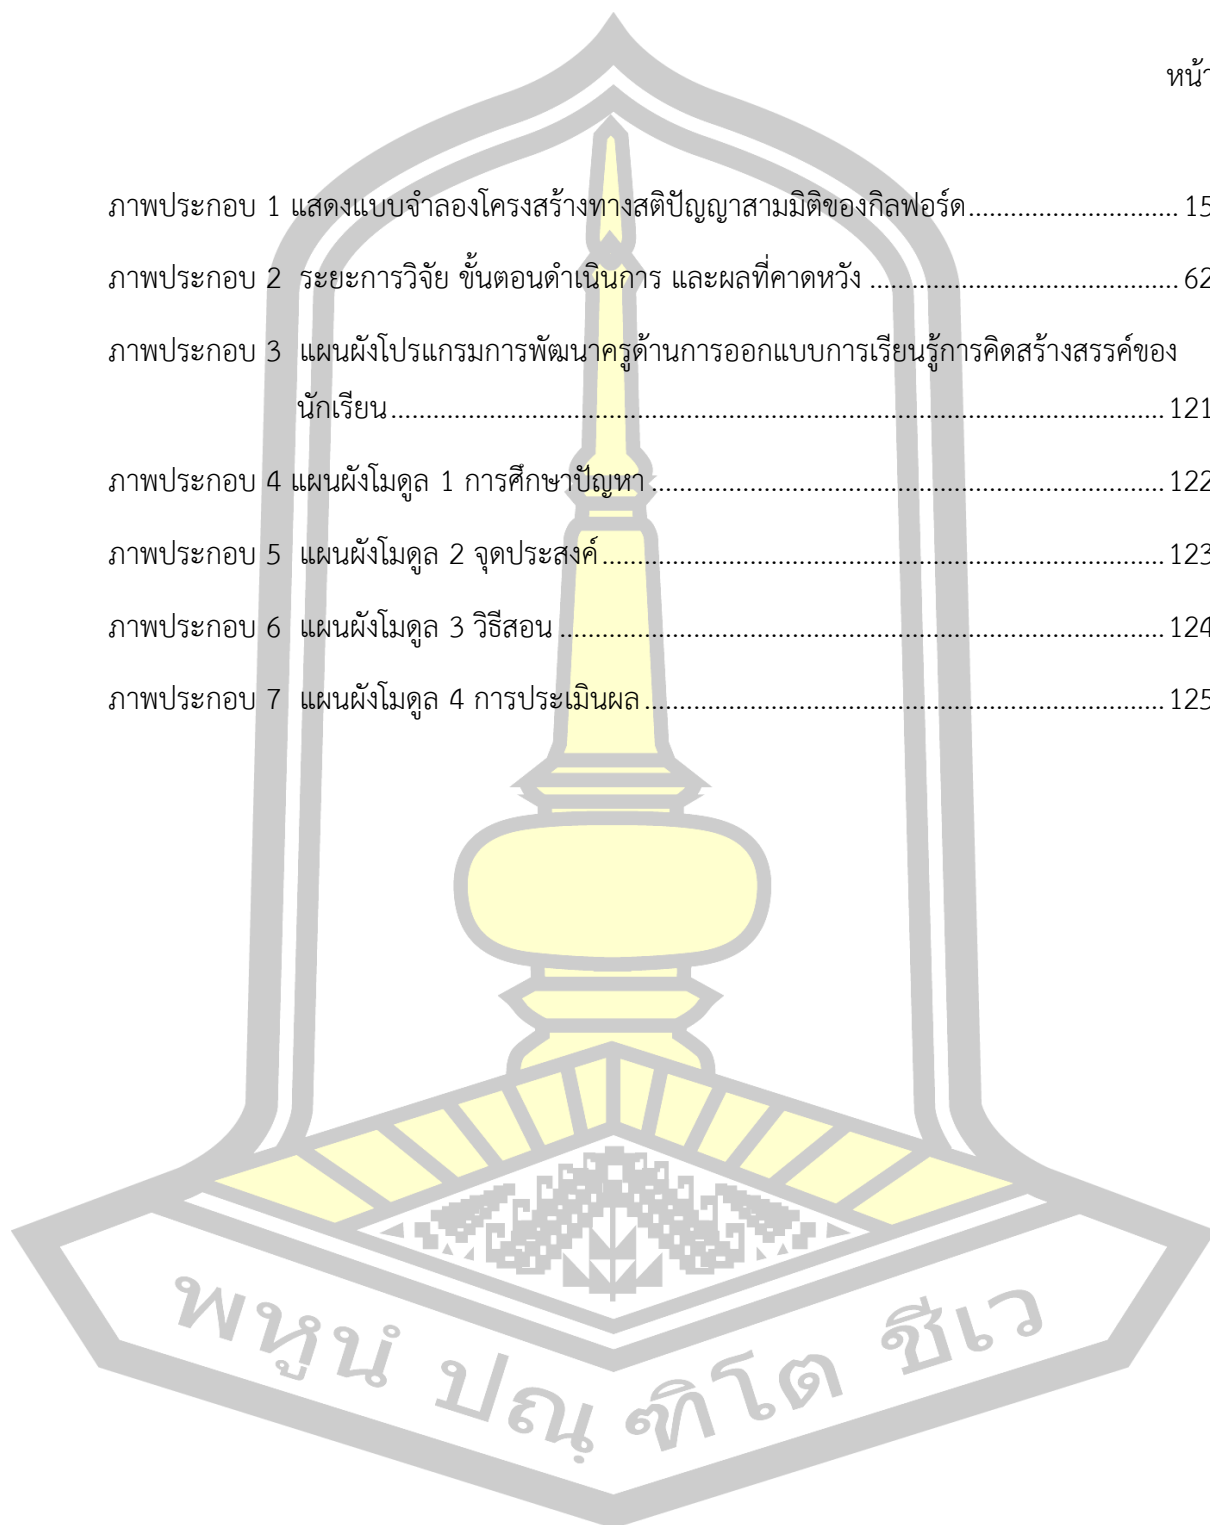 หน้า
ภาพประกอบ 1 แสดงแบบจำลองโครงสร้างทางสติปัญญาสามมิติของกิลฟอร์ด.............................. 15
ภาพประกอบ 2 ระยะการวิจัย ขั้นตอนดำเนินการ และผลที่คาดหวัง ............................................ 62
ภาพประกอบ 3 แผนผังโปรแกรมการพัฒนาครูด้านการออกแบบการเรียนรู้การคิดสร้างสรรค์ของ
นักเรียน.............................................................................................................. 121
ภาพประกอบ 4 แผนผังโมดูล 1 การศึกษาปัญหา ......................................................................... 122
ภาพประกอบ 5 แผนผังโมดูล 2 จุดประสงค์................................................................................ 123
ภาพประกอบ 6 แผนผังโมดูล 3 วิธีสอน ...................................................................................... 124
ภาพประกอบ 7 แผนผังโมดูล 4 การประเมินผล .......................................................................... 125
พหูนํ ปณฺ ฑิโต ชีเว